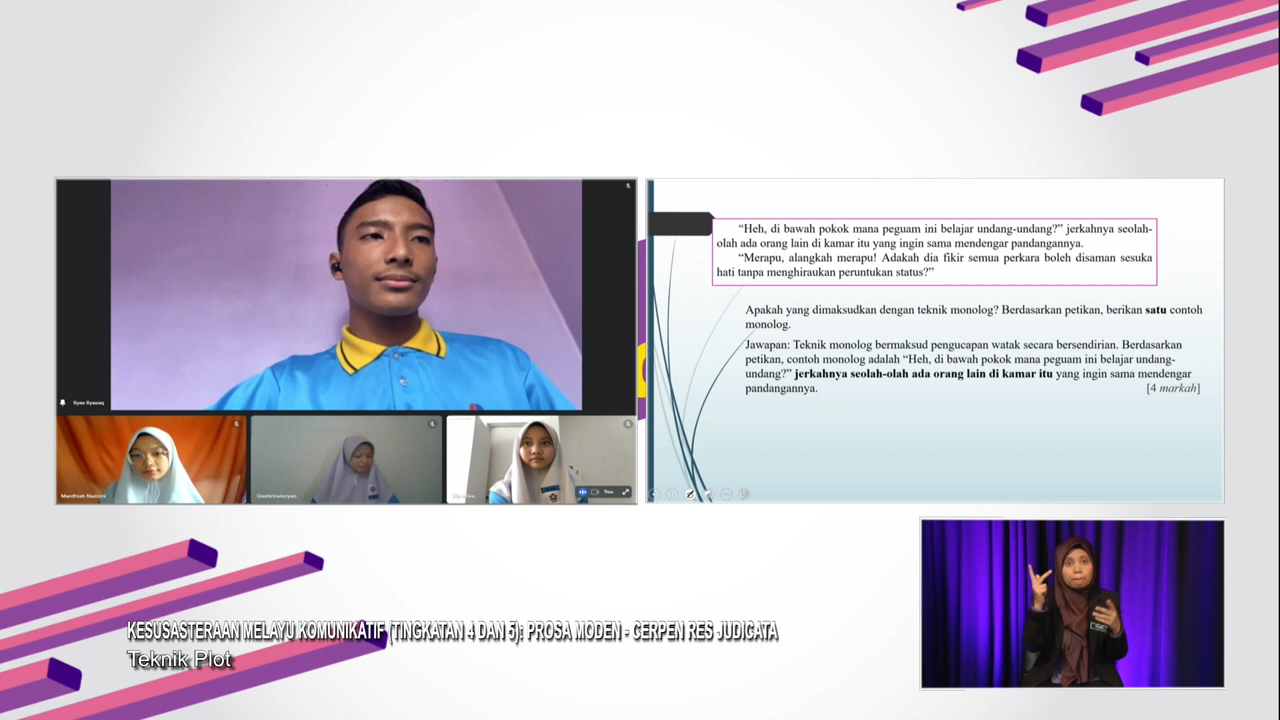 “Heh, di bawah pokok mana peguam ini belajar undang-undang?” jerkahnya seolah-
olah ada orang lain di kamar itu yang ingin sama mendengar pandangannya.
“Merapu, alangkah merapu! Adakah dia fikir semua perkara boleh disaman sesuka
hati tanpa menghiraukan peruntukan status?”
Apakah yang dimaksudkan dengan teknik monolog? Berdasarkan petikan, berikan satu contoh
monolog.
Jawapan: Teknik monolog bermaksud pengucapan watak secara bersendirian. Berdasarkan
petikan, contoh monolog adalah “Heh, di bawah pokok mana peguam ini belajar undang-
undang?” jerkahnya seolah-olah ada orang lain di kamar itu yang ingin sama mendengar
pandangannya. [4 markah]
You
KESUSASTERAAN MELAYU KOMUNIKATIF (TINGKATAN 4 DAN 5): PROSA MODEN - CERPEN RES JUDICATA
Teknik Plot